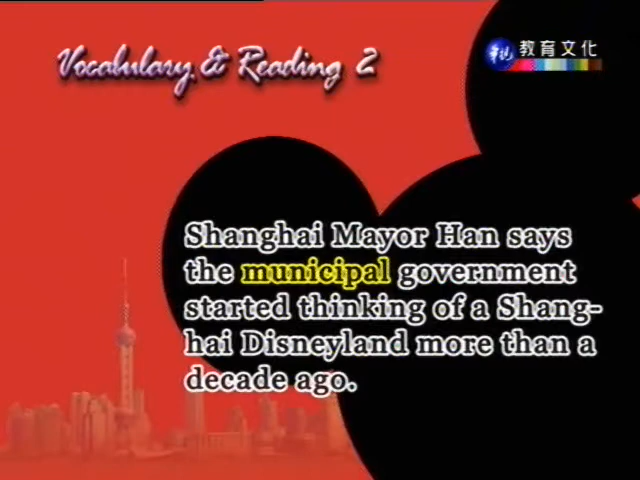 Vocabulary & Reading 2
華視 教育文化
Shanghai Mayor Han says
the municipal government
started thinking of a Shang-
hai Disneyland more than a
decade ago.